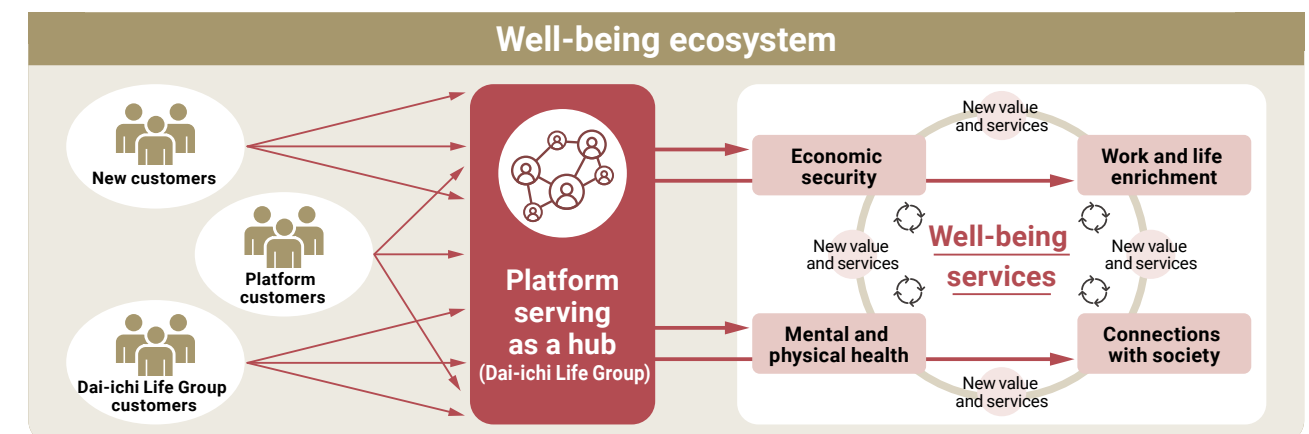 Well-being ecosystem
New customers
Platform
customers
Dai-ichi Life Group
customers
Platform
serving
as a hub
(Dai-ichi Life Group)
New value
and services
Economic
security
Work and life
enrichment
New value
and services
Well-being
services
New value
and services
Mental and
physical health
Connections
with society
New value
and services